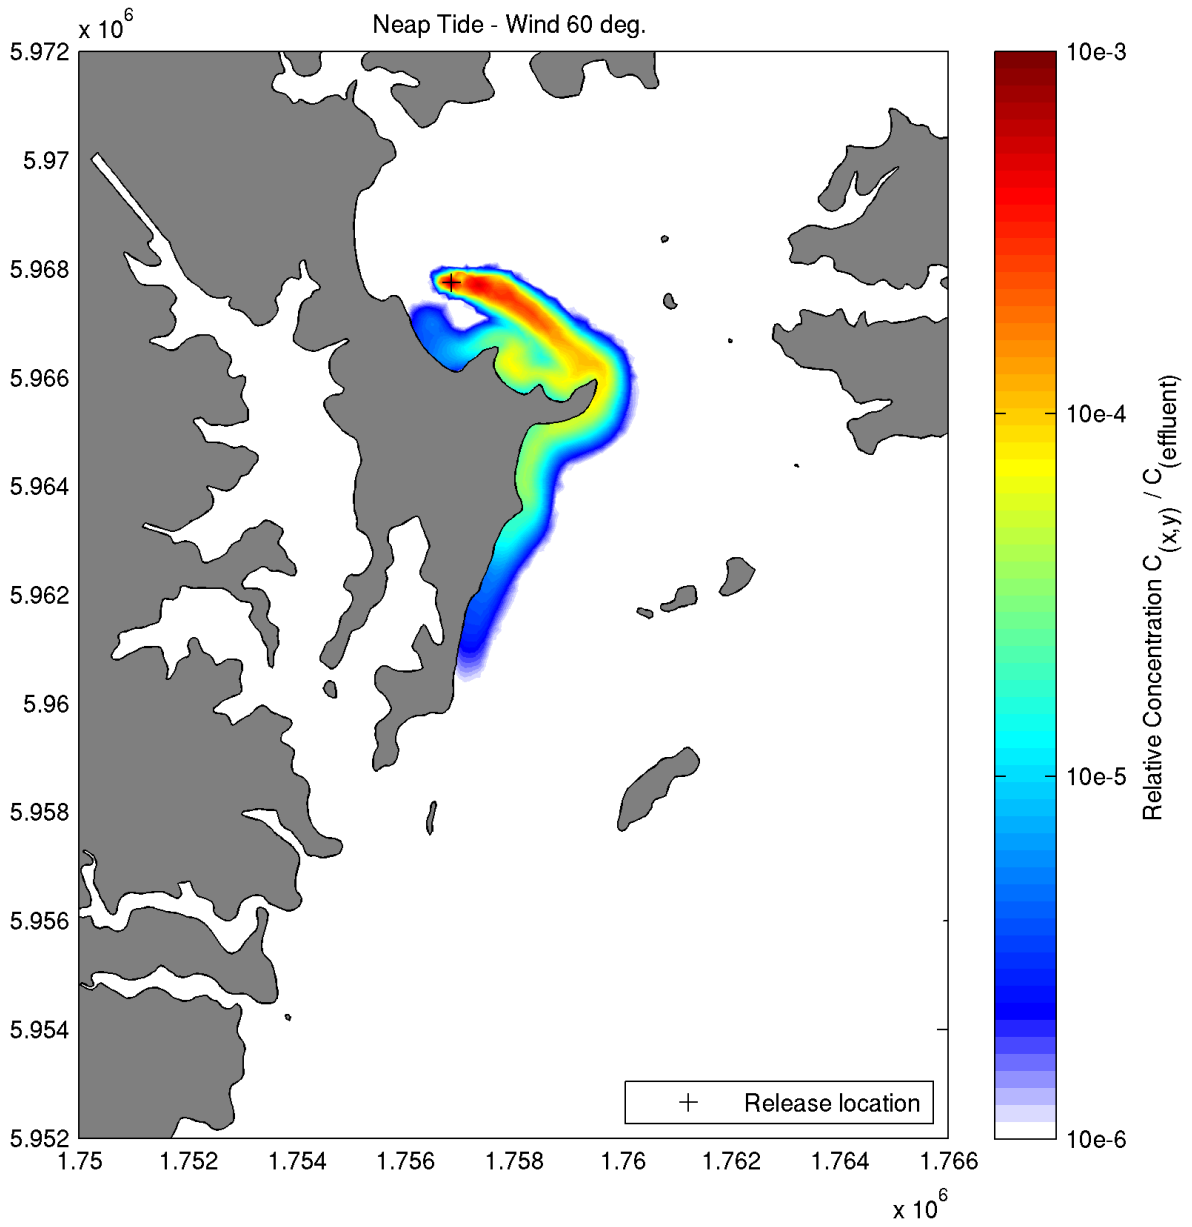 Neap Tide - Wind 60 deg.
x 10^6
5.972
5.97
5.968
5.966
5.964
5.962
5.96
5.958
5.956
5.954
5.952
1.75 1.752 1.754 1.756 1.758 1.76 1.762 1.764 1.766
x 10^6
Release location
10e-3
10e-4
10e-5
10e-6
Relative Concentration C_(x,y) / C_(effluent)